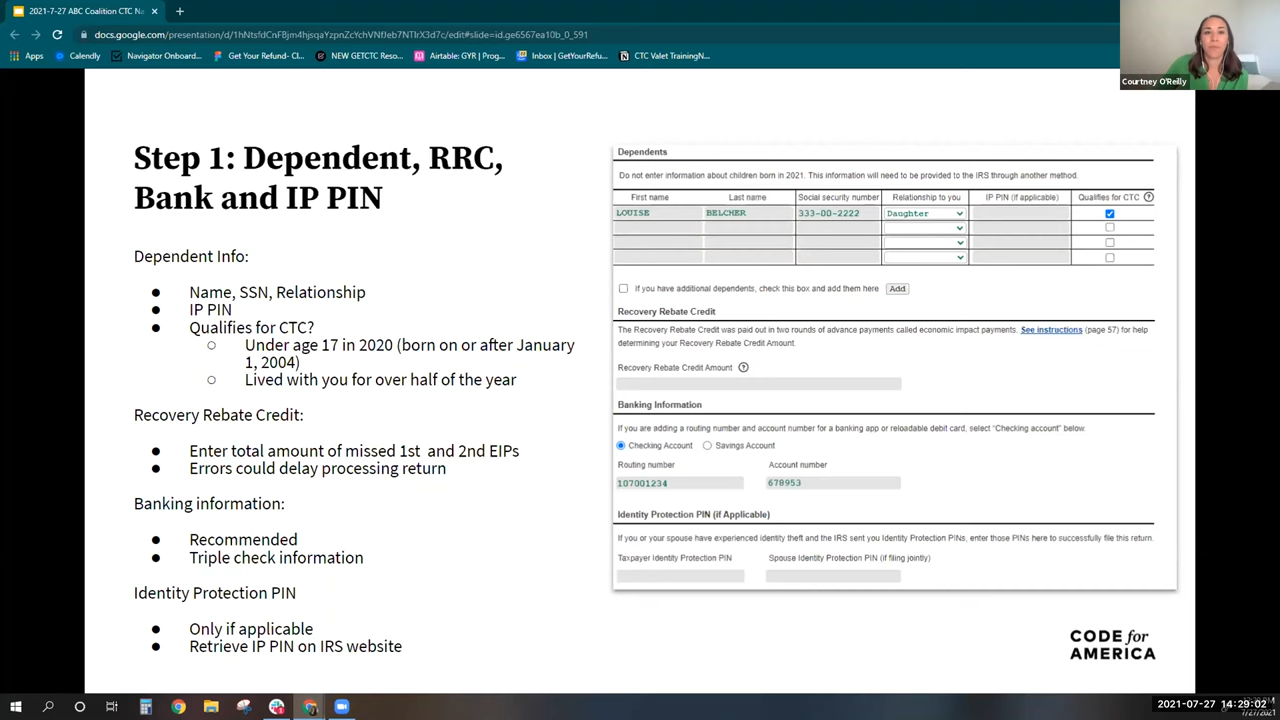 2021-7-27 ABC Coalition CTC Na
docs.google.com/presentation/d/1hNtsfdCnFBjm4hjsqaYzpnZcYchVNfJeb7NTlrX3d7c/edit#slide=id.ge6567ea10b_0_591
Apps Calendly Navigator Onboard... Get Your Refund- Cl... NEW GETCTC Reso... Airtable: GYR | Prog... Inbox | GetYourRefu... CTC Valet TrainingN...
Courtney O'Reilly
Step 1: Dependent, RRC,
Bank and IP PIN
Dependent Info:
● Name, SSN, Relationship
● IP PIN
● Qualifies for CTC?
○ Under age 17 in 2020 (born on or after January
1, 2004)
○ Lived with you for over half of the year
Recovery Rebate Credit:
● Enter total amount of missed 1st and 2nd EIPs
● Errors could delay processing return
Banking information:
● Recommended
● Triple check information
Identity Protection PIN
● Only if applicable
● Retrieve IP PIN on IRS website
Dependents
Do not enter information about children born in 2021. This information will need to be provided to the IRS through another method.
First name Last name Social security number Relationship to you IP PIN (if applicable) Qualifies for CTC ?
LOUISE BELCHER 333-00-2222 Daughter
If you have additional dependents, check this box and add them here Add
Recovery Rebate Credit
The Recovery Rebate Credit was paid out in two rounds of advance payments called economic impact payments. See instructions (page 57) for help
determining your Recovery Rebate Credit Amount.
Recovery Rebate Credit Amount ?
Banking Information
If you are adding a routing number and account number for a banking app or reloadable debit card, select "Checking account" below.
Checking Account Savings Account
Routing number Account number
107001234 678953
Identity Protection PIN (if Applicable)
If you or your spouse have experienced identity theft and the IRS sent you Identity Protection PINs, enter those PINs here to successfully file this return.
Taxpayer Identity Protection PIN Spouse Identity Protection PIN (if filing jointly)
CODE for
AMERICA
2021-07-27 14:29:02